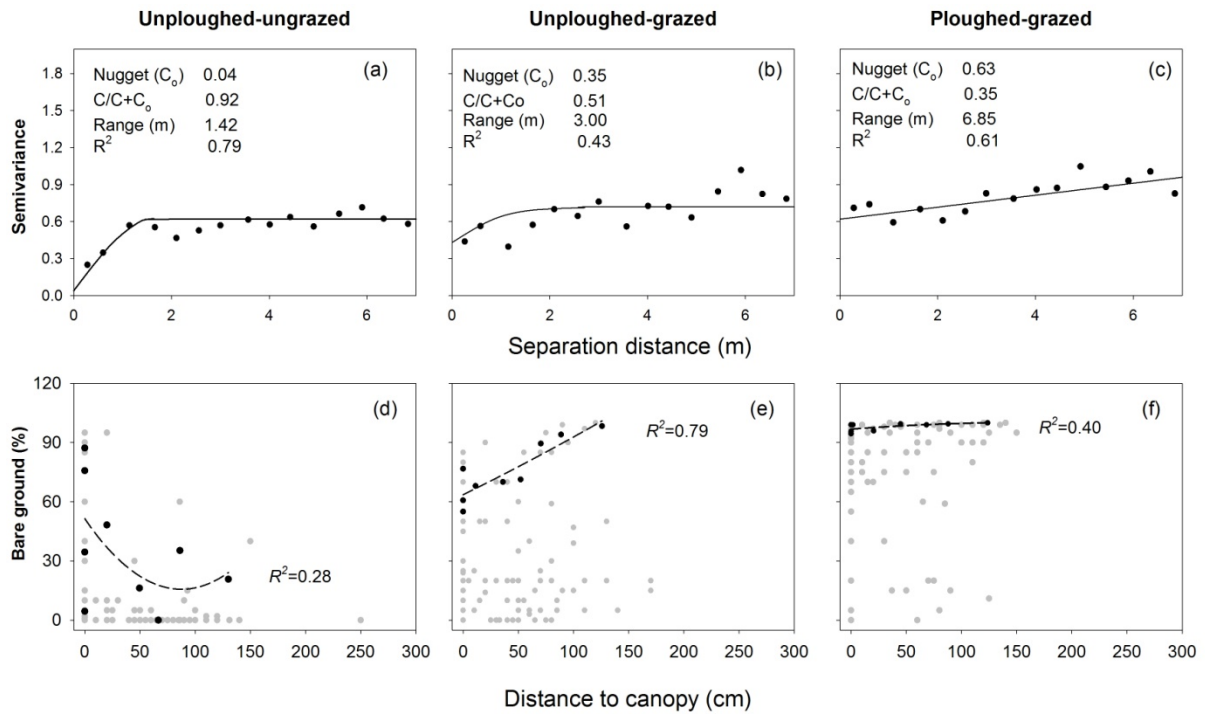 Unploughed-ungrazed
Unploughed-grazed
Ploughed-grazed
Semivariance
1.8
1.5
1.2
0.9
0.6
0.3
0.0
(a)
Nugget (Co) 0.04
C/C+Co 0.92
Range (m) 1.42
R2 0.79
0 2 4 6
(b)
Nugget (Co) 0.35
C/C+Co 0.51
Range (m) 3.00
R2 0.43
0 2 4 6
(c)
Nugget (Co) 0.63
C/C+Co 0.35
Range (m) 6.85
R2 0.61
0 2 4 6
Separation distance (m)
Bare ground (%)
120
90
60
30
0
(d)
R2=0.28
0 50 100 150 200 250 300
(e)
R2=0.79
0 50 100 150 200 250 300
(f)
R2=0.40
0 50 100 150 200 250 300
Distance to canopy (cm)